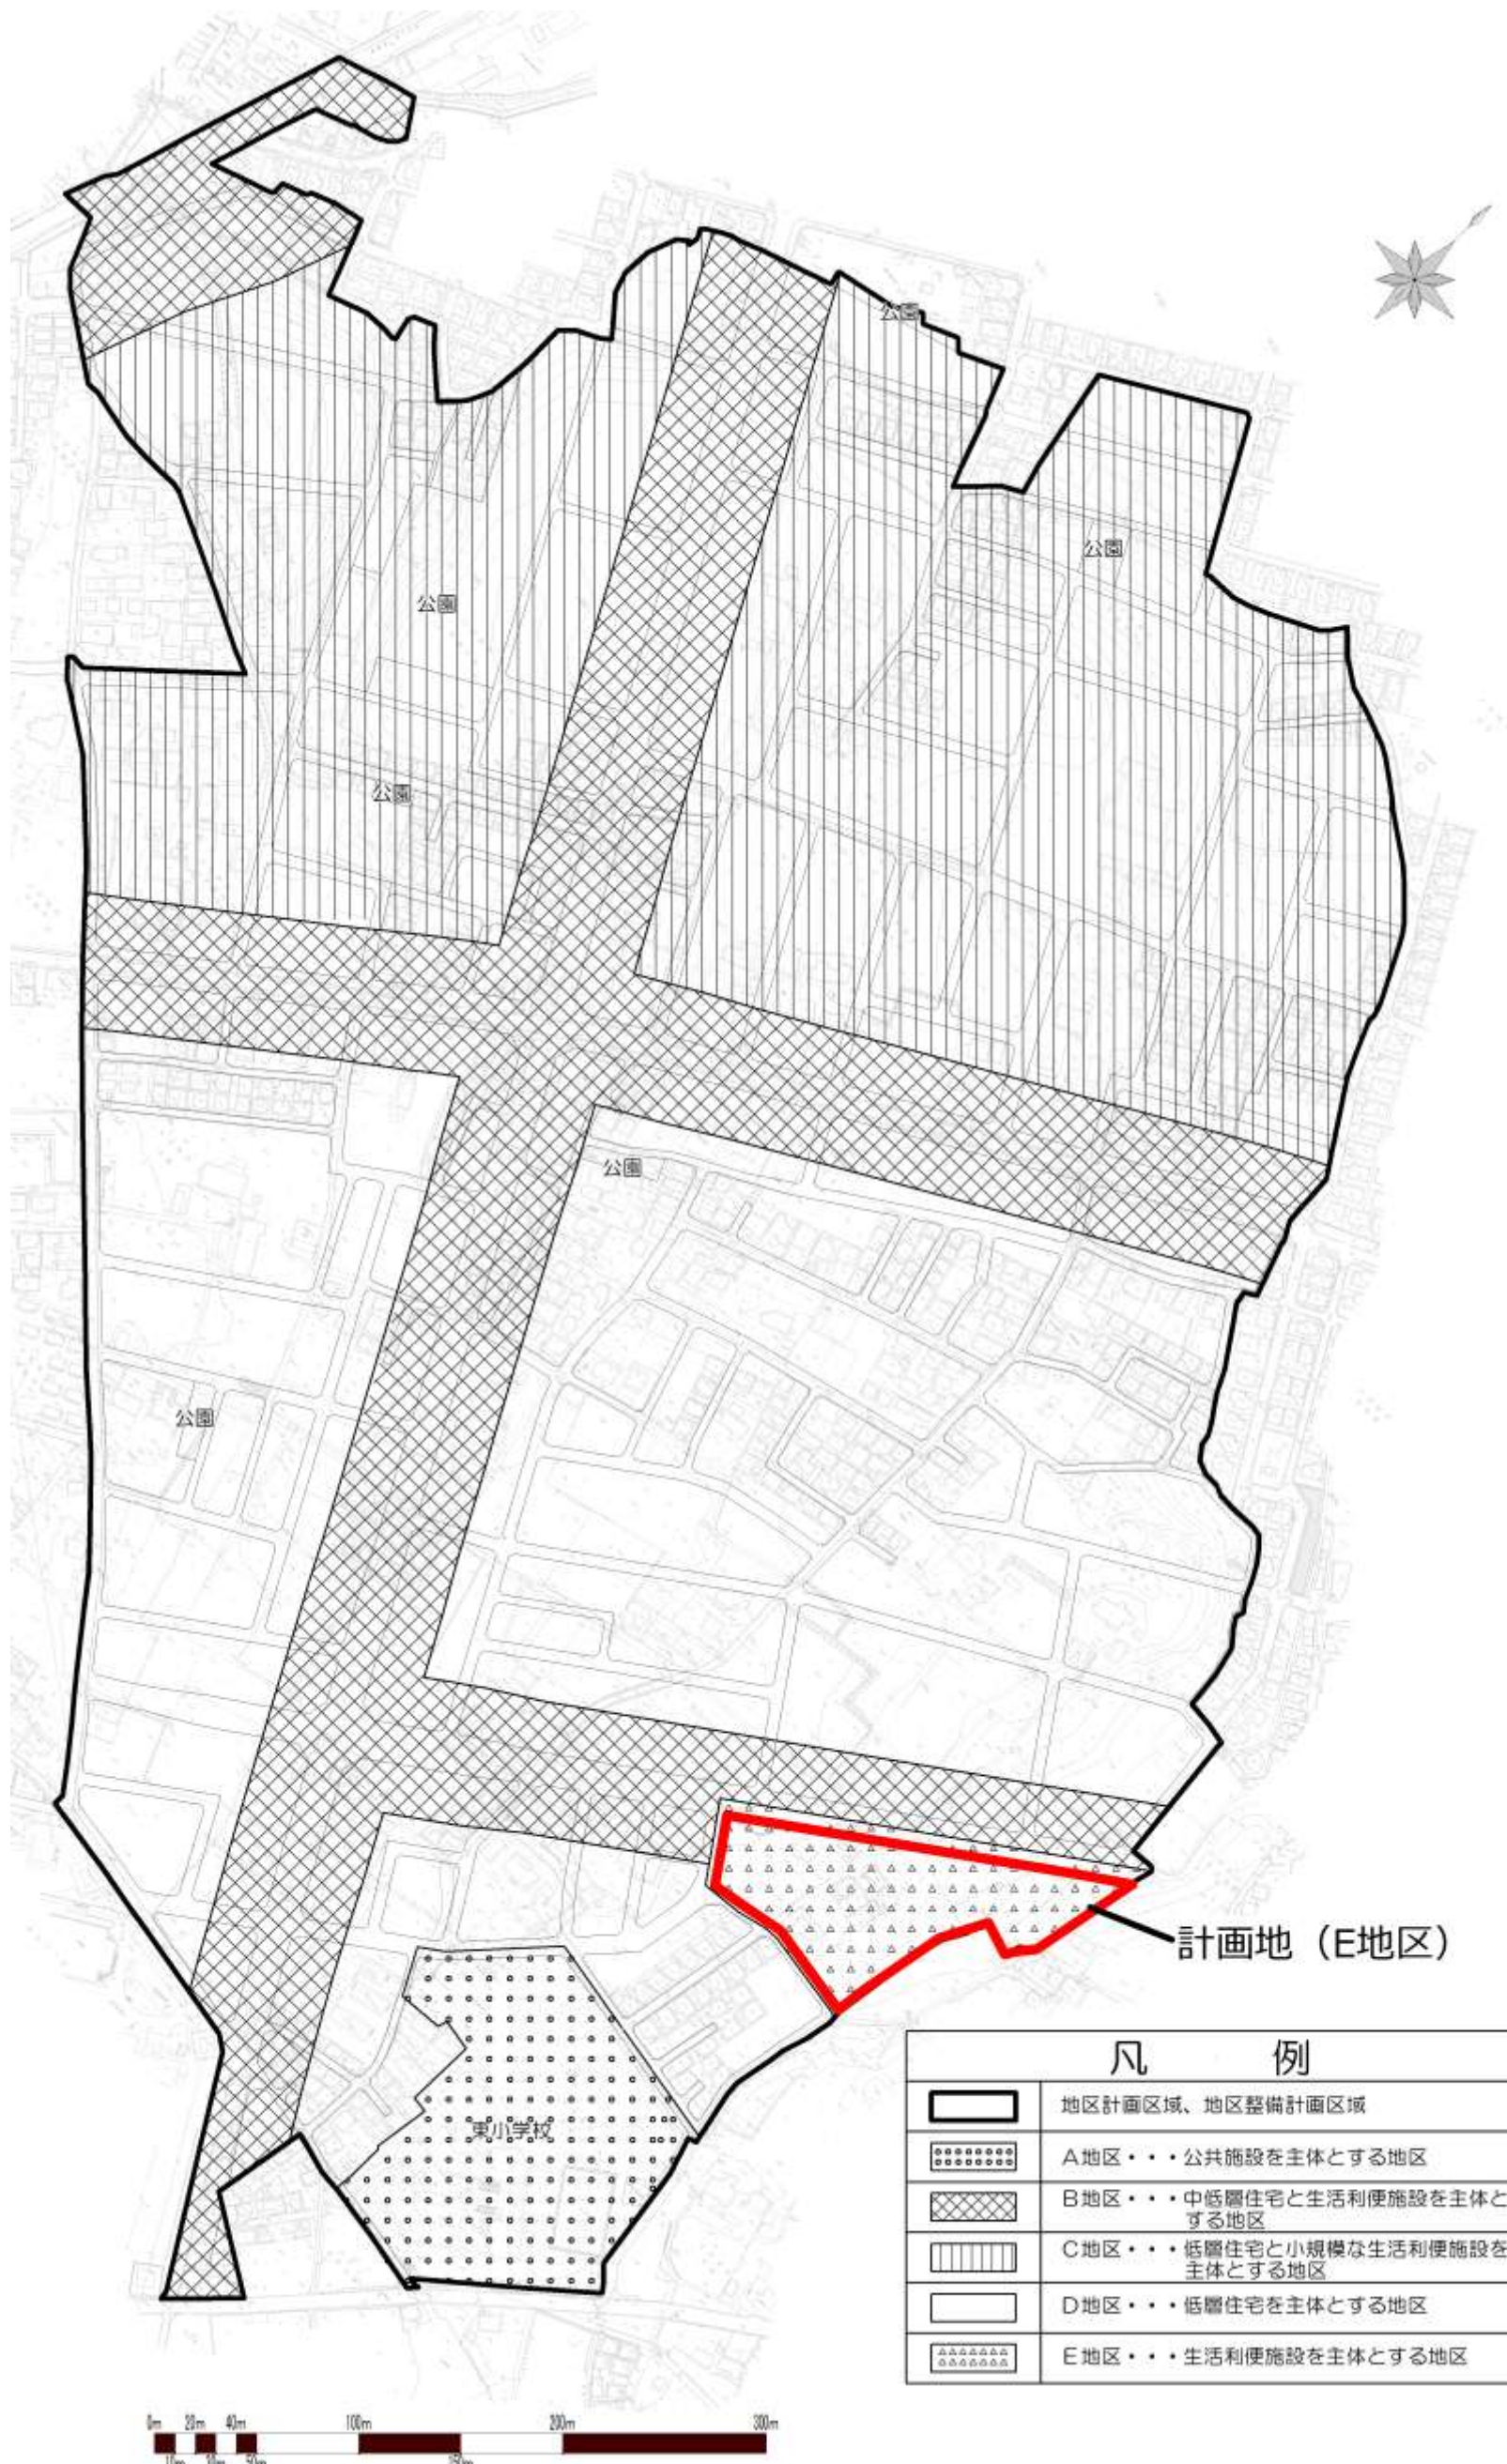 公園
公園
公園
公園
公園
公園
計画地（E地区）
東小学校
凡　例
地区計画区域、地区整備計画区域
A地区・・・公共施設を主体とする地区
B地区・・・中低層住宅と生活利便施設を主体と
する地区
C地区・・・低層住宅と小規模な生活利便施設を
主体とする地区
D地区・・・低層住宅を主体とする地区
E地区・・・生活利便施設を主体とする地区
0m 20m 40m 100m 200m 300m
10m 30m 50m 150m